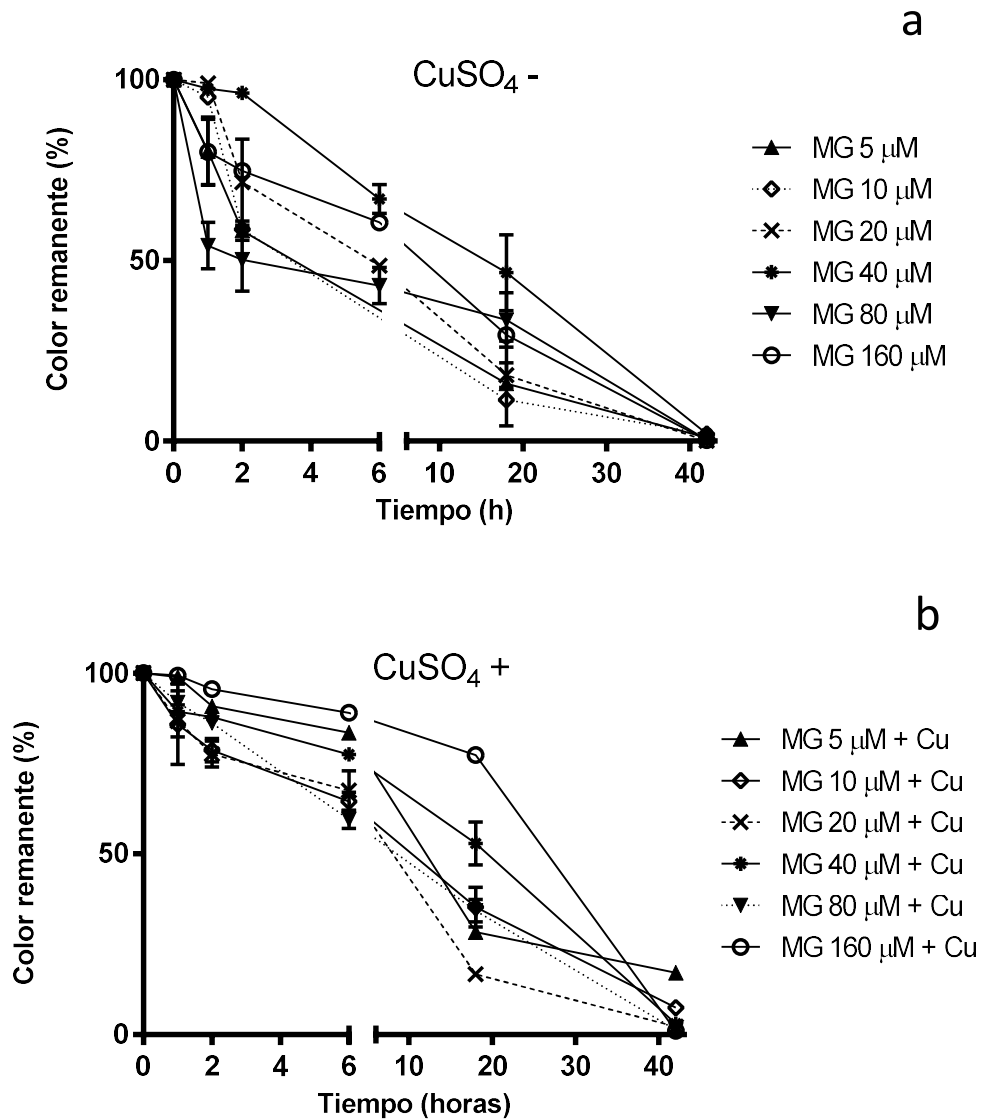 a
CuSO4 -
100
50
0
Color remanente (%)
0 2 4 6 10 20 30 40
Tiempo (h)
MG 5 µM
MG 10 µM
MG 20 µM
MG 40 µM
MG 80 µM
MG 160 µM
b
CuSO4 +
100
50
0
Color remanente (%)
0 2 4 6 10 20 30 40
Tiempo (horas)
MG 5 µM + Cu
MG 10 µM + Cu
MG 20 µM + Cu
MG 40 µM + Cu
MG 80 µM + Cu
MG 160 µM + Cu